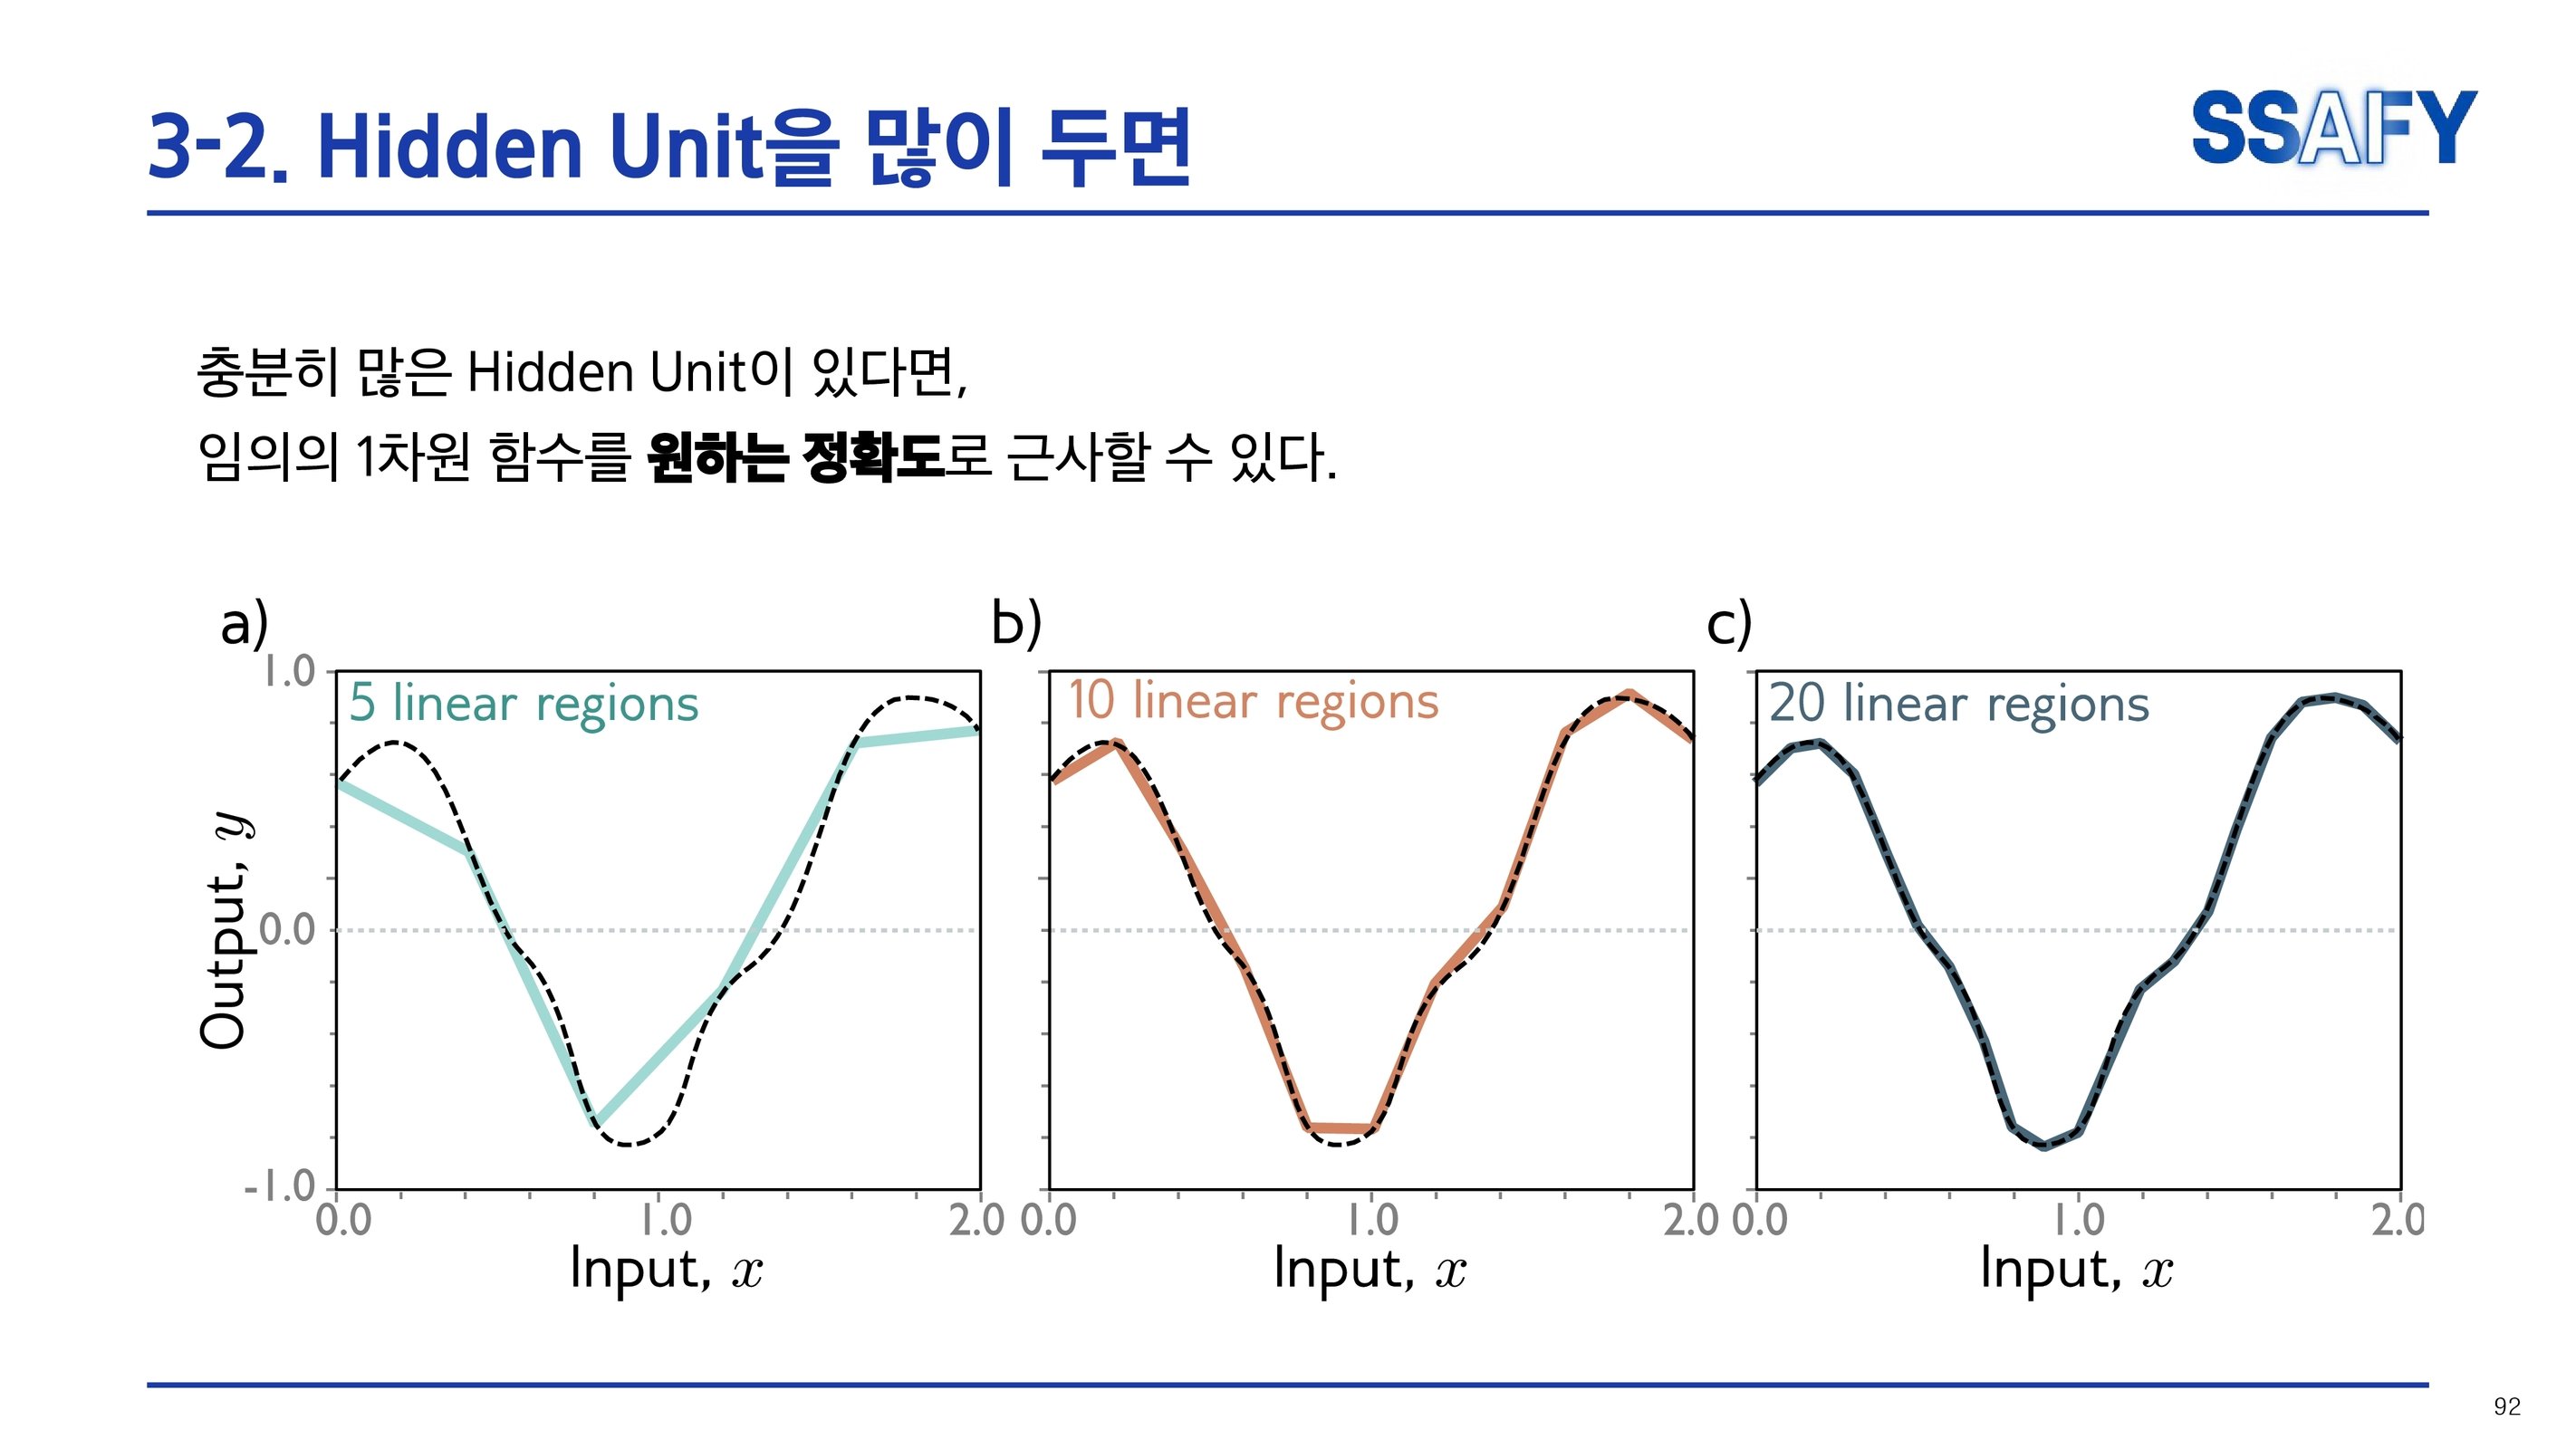 3-2. Hidden Unit을 많이 두면
SSAFY
충분히 많은 Hidden Unit이 있다면,
임의의 1차원 함수를 원하는 정확도로 근사할 수 있다.
a)
b)
c)
5 linear regions
10 linear regions
20 linear regions
1.0
0.0
-1.0
Output, y
0.0 1.0 2.0
0.0 1.0 2.0
0.0 1.0 2.0
Input, x
Input, x
Input, x
92